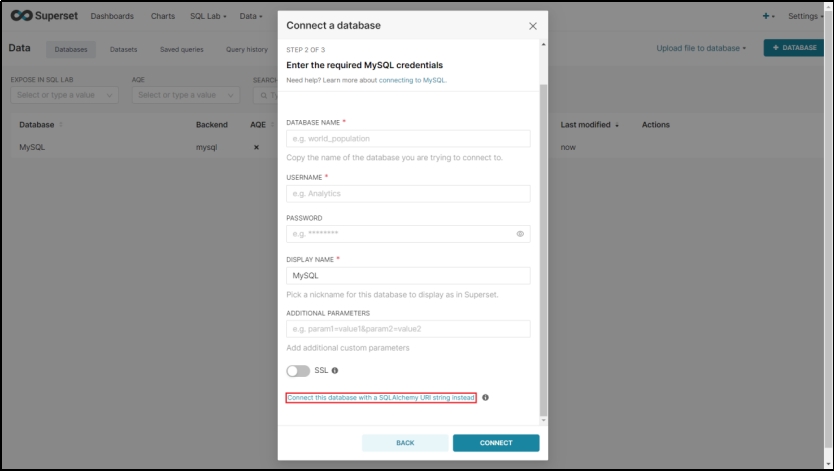 Superset Dashboards Charts SQL Lab Data Settings
Data Databases Datasets Saved queries Query history Upload file to database + DATABASE
EXPOSE IN SQL LAB AQE SEARCH
Select or type a value Select or type a value
Database Backend AQE Last modified Actions
MySQL mysql now
Connect a database
STEP 2 OF 3
Enter the required MySQL credentials
Need help? Learn more about connecting to MySQL.
DATABASE NAME *
e.g. world_population
Copy the name of the database you are trying to connect to.
USERNAME *
e.g. Analytics
PASSWORD
e.g. ********
DISPLAY NAME *
MySQL
Pick a nickname for this database to display as in Superset.
ADDITIONAL PARAMETERS
e.g. param1=value1&param2=value2
Add additional custom parameters
SSL
Connect this database with a SQLAlchemy URI string instead
BACK CONNECT